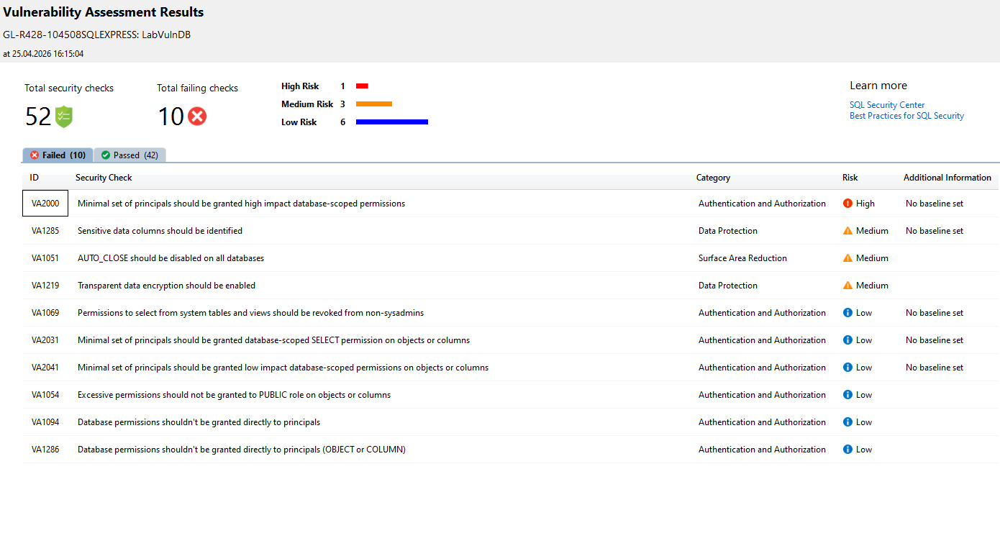 Vulnerability Assessment Results
GL-R428-104508SQLEXPRESS: LabVulnDB
at 25.04.2026 16:15:04
Total security checks
52
Total failing checks
10
High Risk 1
Medium Risk 3
Low Risk 6
Learn more
SQL Security Center
Best Practices for SQL Security
Failed (10) Passed (42)
ID Security Check Category Risk Additional Information
VA2000 Minimal set of principals should be granted high impact database-scoped permissions Authentication and Authorization High No baseline set
VA1285 Sensitive data columns should be identified Data Protection Medium No baseline set
VA1051 AUTO_CLOSE should be disabled on all databases Surface Area Reduction Medium
VA1219 Transparent data encryption should be enabled Data Protection Medium
VA1069 Permissions to select from system tables and views should be revoked from non-sysadmins Authentication and Authorization Low No baseline set
VA2031 Minimal set of principals should be granted database-scoped SELECT permission on objects or columns Authentication and Authorization Low No baseline set
VA2041 Minimal set of principals should be granted low impact database-scoped permissions on objects or columns Authentication and Authorization Low No baseline set
VA1054 Excessive permissions should not be granted to PUBLIC role on objects or columns Authentication and Authorization Low
VA1094 Database permissions shouldn't be granted directly to principals Authentication and Authorization Low
VA1286 Database permissions shouldn't be granted directly to principals (OBJECT or COLUMN) Authentication and Authorization Low